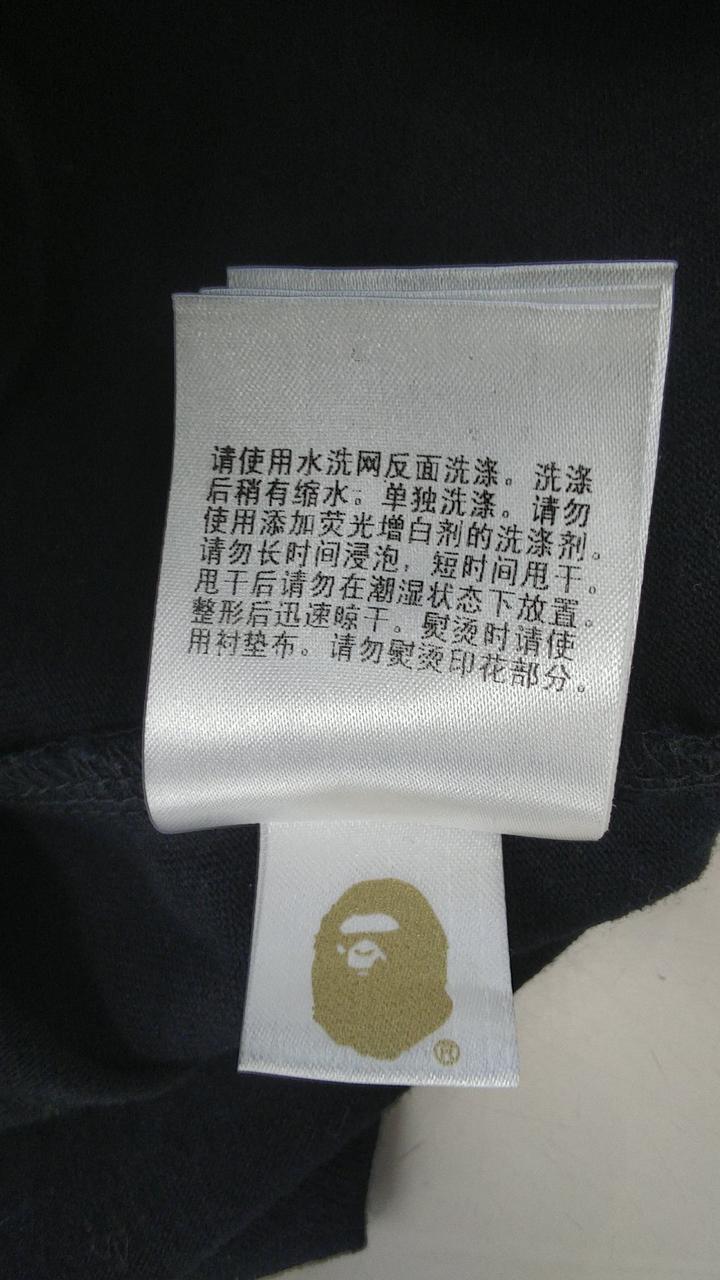 请使用水洗网反面洗涤。洗涤
后稍有缩水。单独洗涤。请勿
使用添加荧光增白剂的洗涤剂。
请勿长时间浸泡，短时间甩干。
甩干后请勿在潮湿状态下放置。
整形后迅速晾干。熨烫时请使
用衬垫布。请勿熨烫印花部分。
®